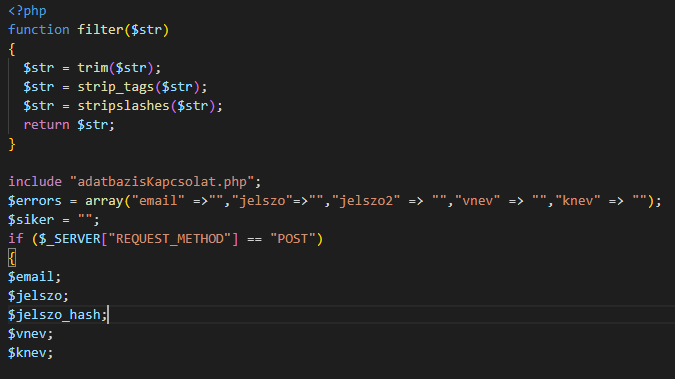 <?php
function filter($str)
{
  $str = trim($str);
  $str = strip_tags($str);
  $str = stripslashes($str);
  return $str;
}

include "adatbazisKapcsolat.php";
$errors = array("email" =>"","jelszo"=>"","jelszo2" => "","vnev" => "","knev" => "");
$siker = "";
if ($_SERVER["REQUEST_METHOD"] == "POST")
{
$email;
$jelszo;
$jelszo_hash;
$vnev;
$knev;